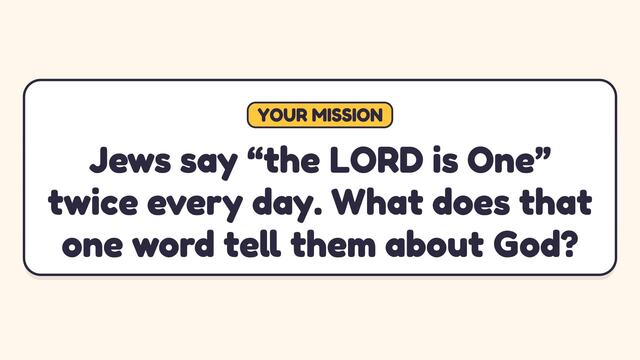 YOUR MISSION
Jews say “the LORD is One”
twice every day. What does that
one word tell them about God?